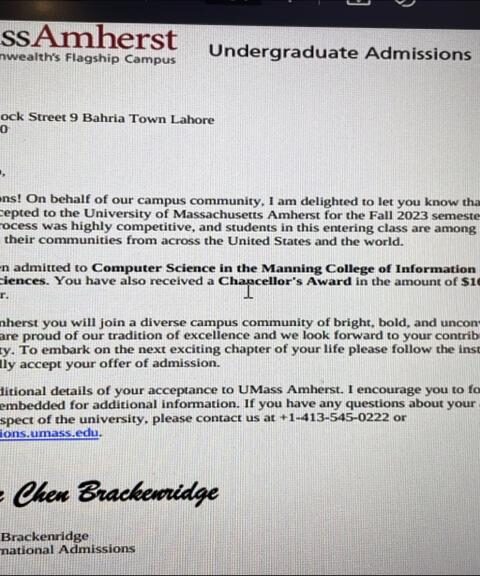 ssAmherst
nwealth's Flagship Campus
Undergraduate Admissions
ock Street 9 Bahria Town Lahore
0
,
ns! On behalf of our campus community, I am delighted to let you know tha
cepted to the University of Massachusetts Amherst for the Fall 2023 semeste
rocess was highly competitive, and students in this entering class are among
their communities from across the United States and the world.
n admitted to Computer Science in the Manning College of Information
ciences. You have also received a Chancellor's Award in the amount of $1
r.
mherst you will join a diverse campus community of bright, bold, and uncon
are proud of our tradition of excellence and we look forward to your contrib
ty. To embark on the next exciting chapter of your life please follow the inst
lly accept your offer of admission.
ditional details of your acceptance to UMass Amherst. I encourage you to fo
embedded for additional information. If you have any questions about your
spect of the university, please contact us at +1-413-545-0222 or
ions.umass.edu.
Chen Brackenridge
Brackenridge
national Admissions